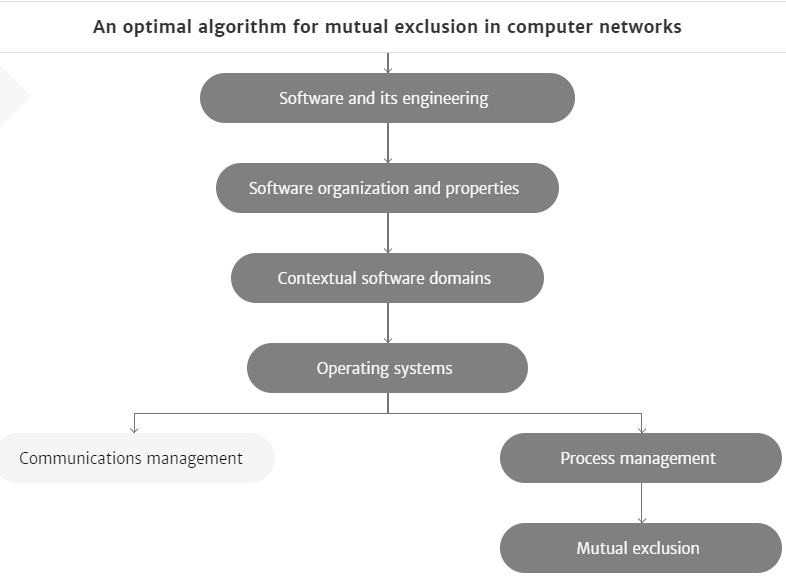 An optimal algorithm for mutual exclusion in computer networks
Software and its engineering
Software organization and properties
Contextual software domains
Operating systems
Communications management
Process management
Mutual exclusion